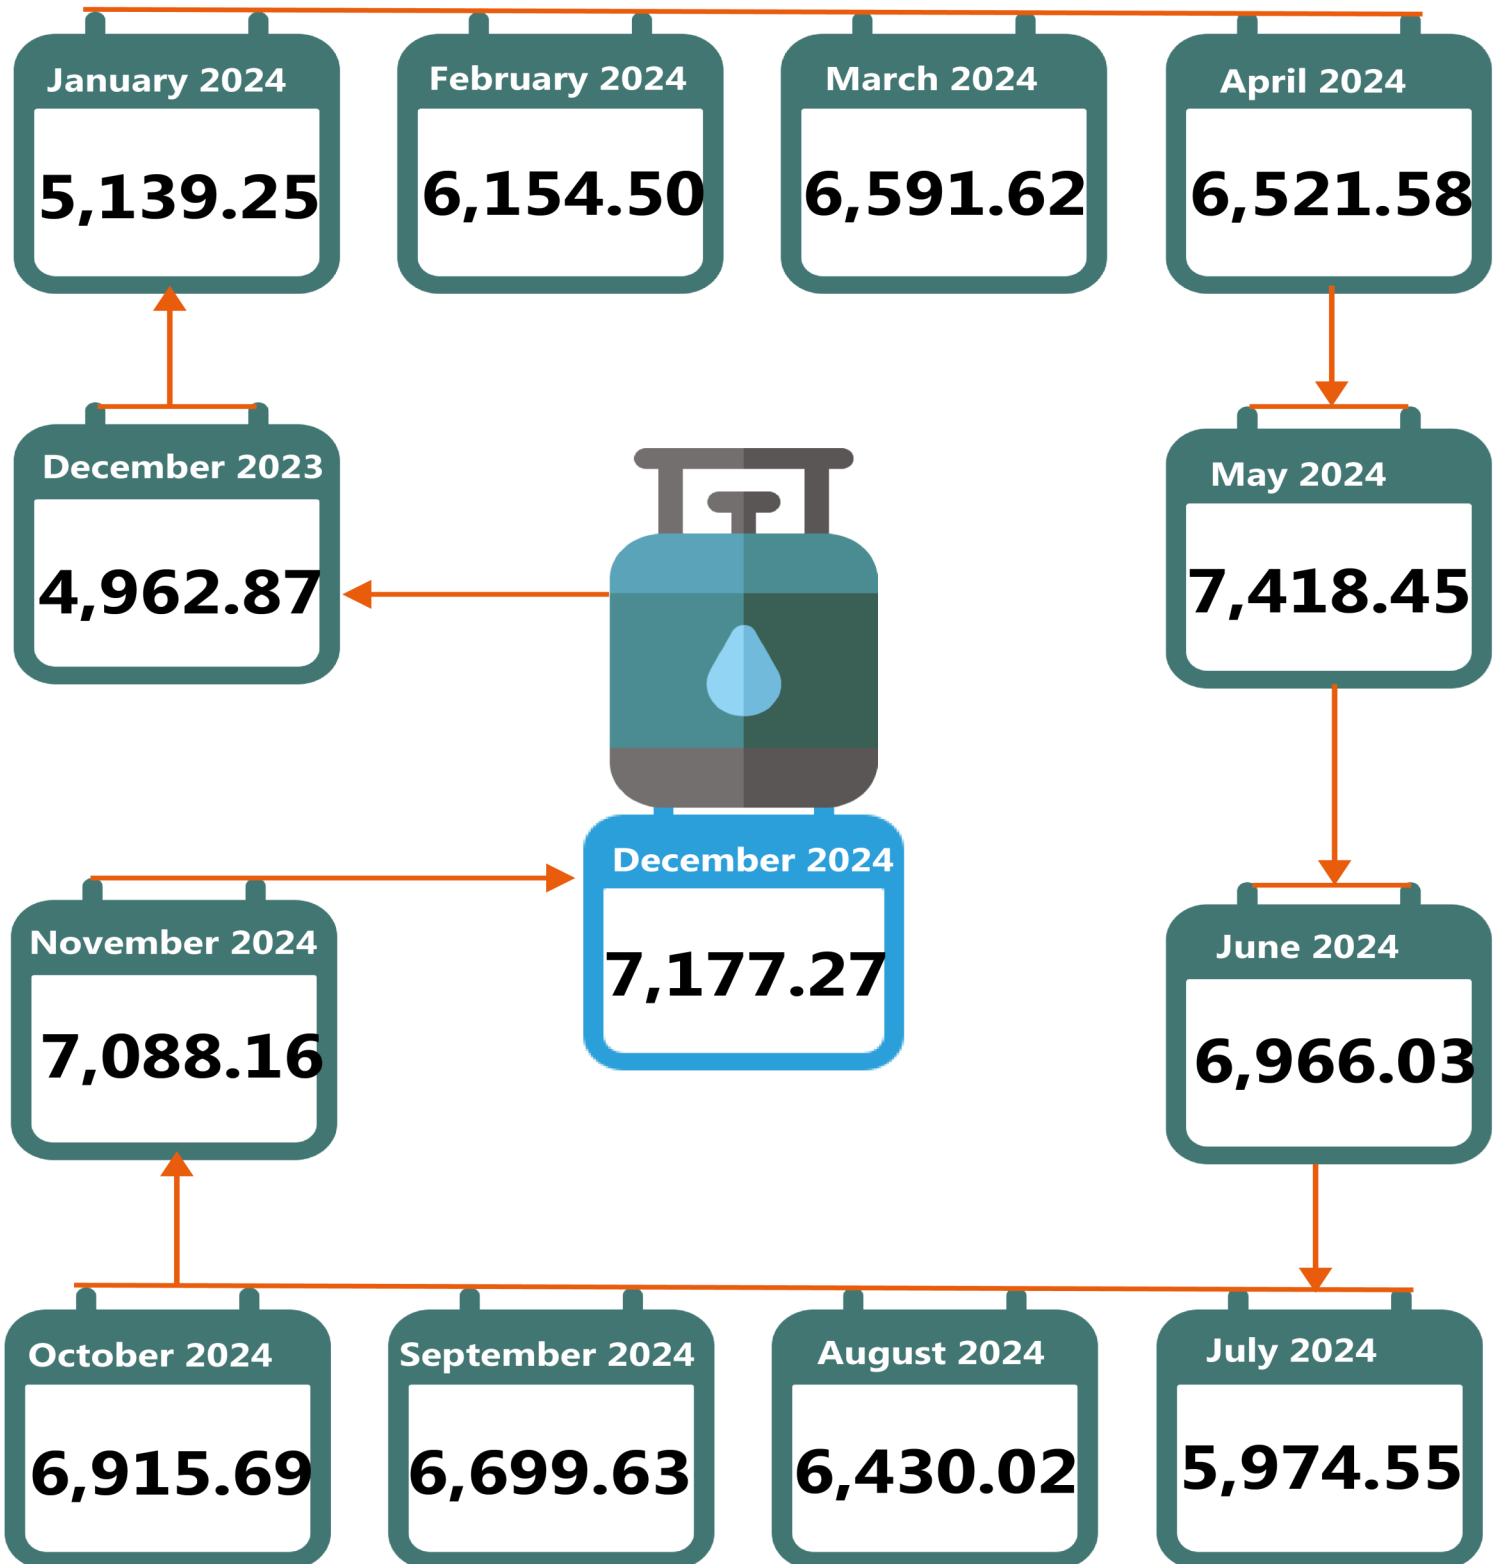 January 2024
5,139.25
February 2024
6,154.50
March 2024
6,591.62
April 2024
6,521.58
December 2023
4,962.87
May 2024
7,418.45
December 2024
7,177.27
November 2024
7,088.16
June 2024
6,966.03
October 2024
6,915.69
September 2024
6,699.63
August 2024
6,430.02
July 2024
5,974.55